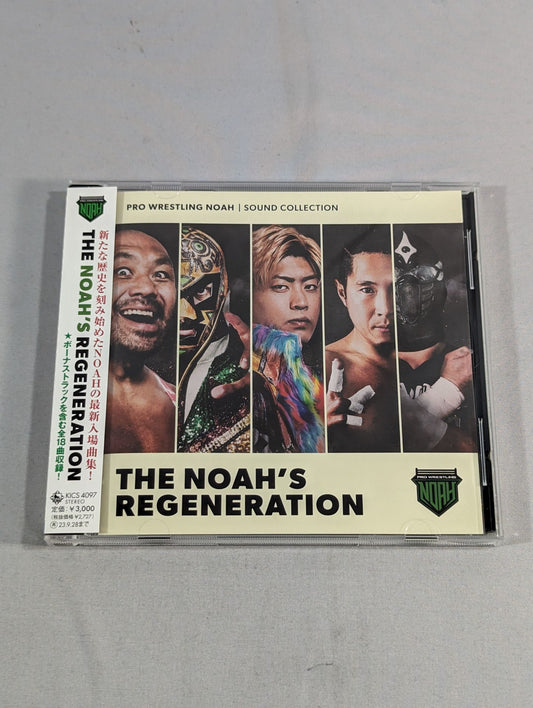 PRO WRESTLING NOAH | SOUND COLLECTION
THE NOAH'S
REGENERATION
PRO WRESTLING
NOAH
NOAH
新たな歴史を刻み始めたNOAHの最新入場曲集!
THE NOAH'S REGENERATION
★ボーナストラックを含む全18曲収録!
KICS 4097
STEREO
定価:¥3,000
(税抜価格 ¥2,727)
23.9.28まで